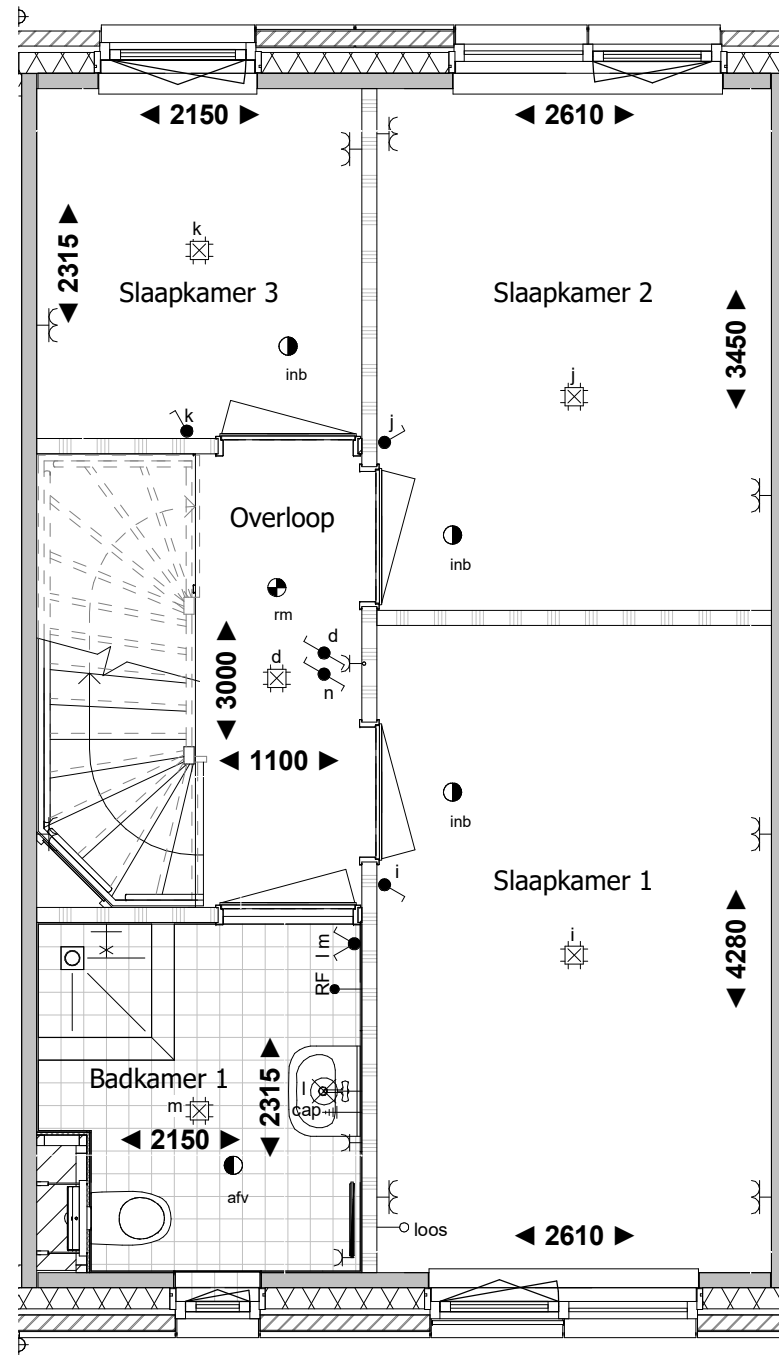 2150
2610
k
2315
Slaapkamer 3
Slaapkamer 2
3450
inb
j
k
j
Overloop
inb
rm
d
3000
d
n
1100
inb
i
Slaapkamer 1
l m
i
4280
RF
Badkamer 1
2315
l
m
cap
2150
afv
loos
2610